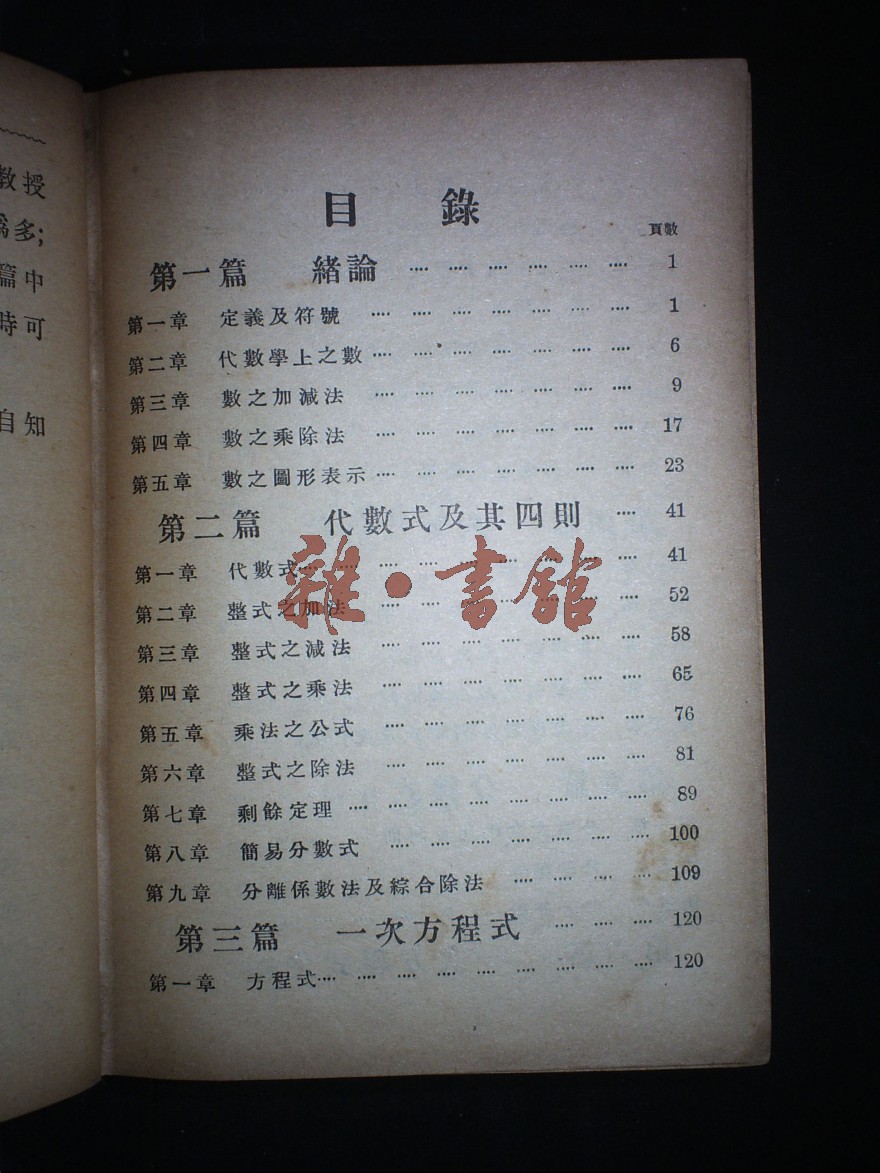 教授
為多;
篇中
時可
自知
目錄
頁數
第一篇 緒論 1
第一章 定義及符號 1
第二章 代數學上之數 6
第三章 數之加減法 9
第四章 數之乘除法 17
第五章 數之圖形表示 23
第二篇 代數式及其四則 41
第一章 代數式 41
第二章 整式之加法 52
第三章 整式之減法 58
第四章 整式之乘法 65
第五章 乘法之公式 76
第六章 整式之除法 81
第七章 剩餘定理 89
第八章 簡易分數式 100
第九章 分離係數法及綜合除法 109
第三篇 一次方程式 120
第一章 方程式 120
雜·書館